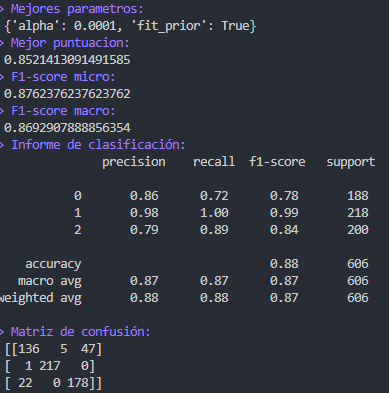 > Mejores parametros:
{'alpha': 0.0001, 'fit_prior': True}
> Mejor puntuacion:
0.8521413091491585
> F1-score micro:
0.8762376237623762
> F1-score macro:
0.8692907888856354
> Informe de clasificación:
              precision    recall  f1-score   support

           0       0.86      0.72      0.78       188
           1       0.98      1.00      0.99       218
           2       0.79      0.89      0.84       200

    accuracy                           0.88       606
   macro avg       0.87      0.87      0.87       606
weighted avg       0.88      0.88      0.87       606

> Matriz de confusión:
[[136   5  47]
 [  1 217   0]
 [ 22   0 178]]